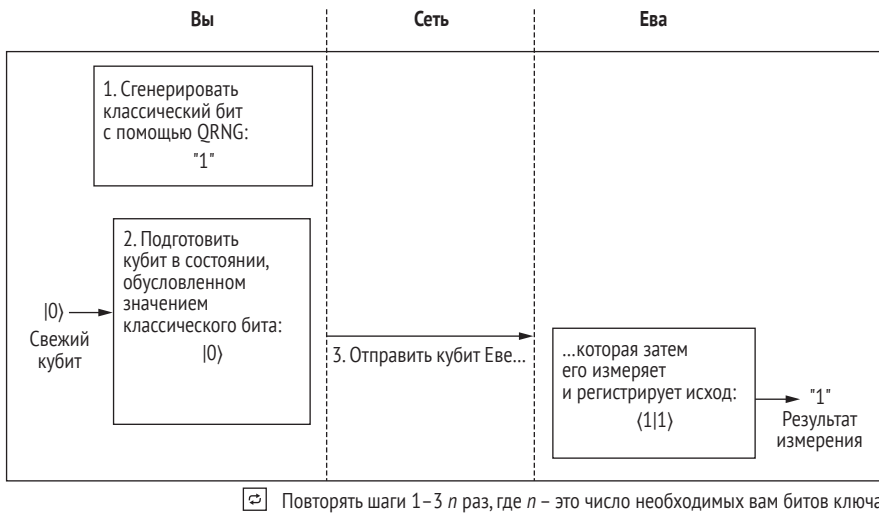 Вы
Сеть
Ева
1. Сгенерировать
классический бит
с помощью QRNG:
"1"
2. Подготовить
кубит в состоянии,
обусловленном
значением
классического бита:
|0⟩
|0⟩
Свежий
кубит
3. Отправить кубит Еве...
...которая затем
его измеряет
и регистрирует исход:
⟨1|1⟩
"1"
Результат
измерения
Повторять шаги 1–3 n раз, где n – это число необходимых вам битов ключа